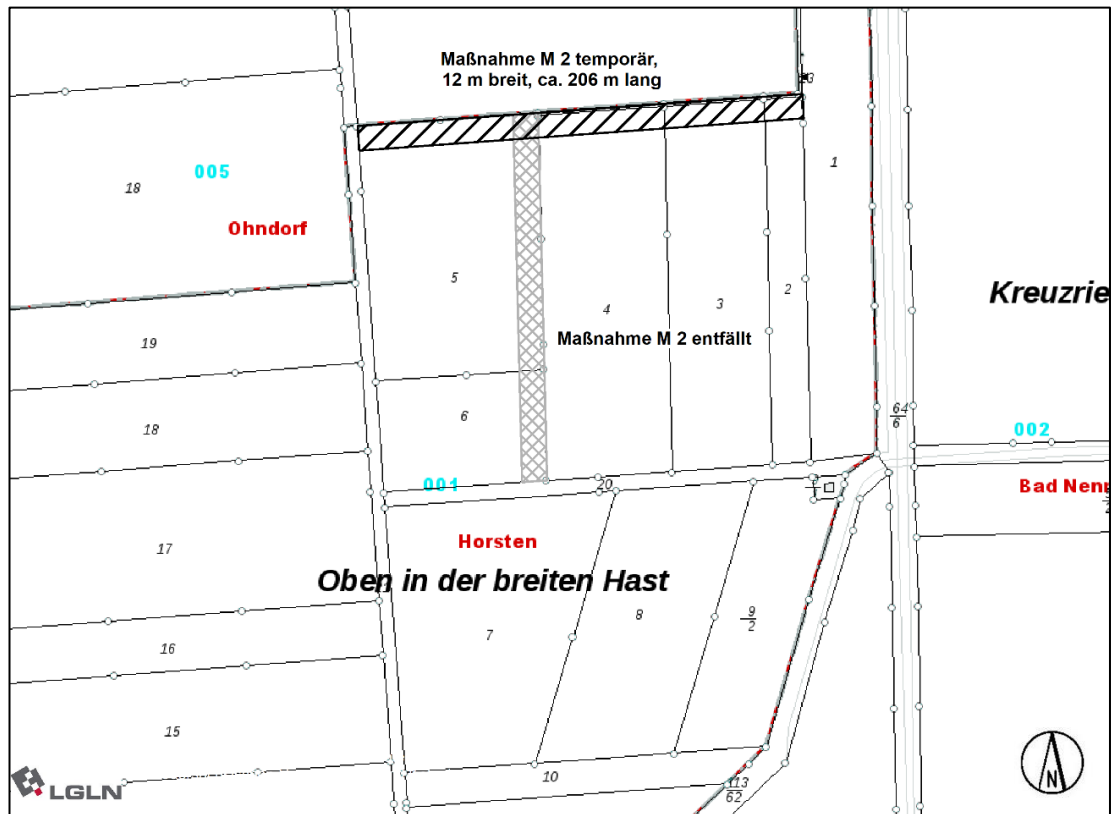 Maßnahme M 2 temporär,
12 m breit, ca. 206 m lang
1
18
005
Ohndorf
5
2
3
4
Kreuzrie
Maßnahme M 2 entfällt
19
18
6
64
6
002
001
20
Bad Nenn
Horsten
Oben in der breiten Hast
17
7
8
9
2
16
15
10
113
62
LGLN
N